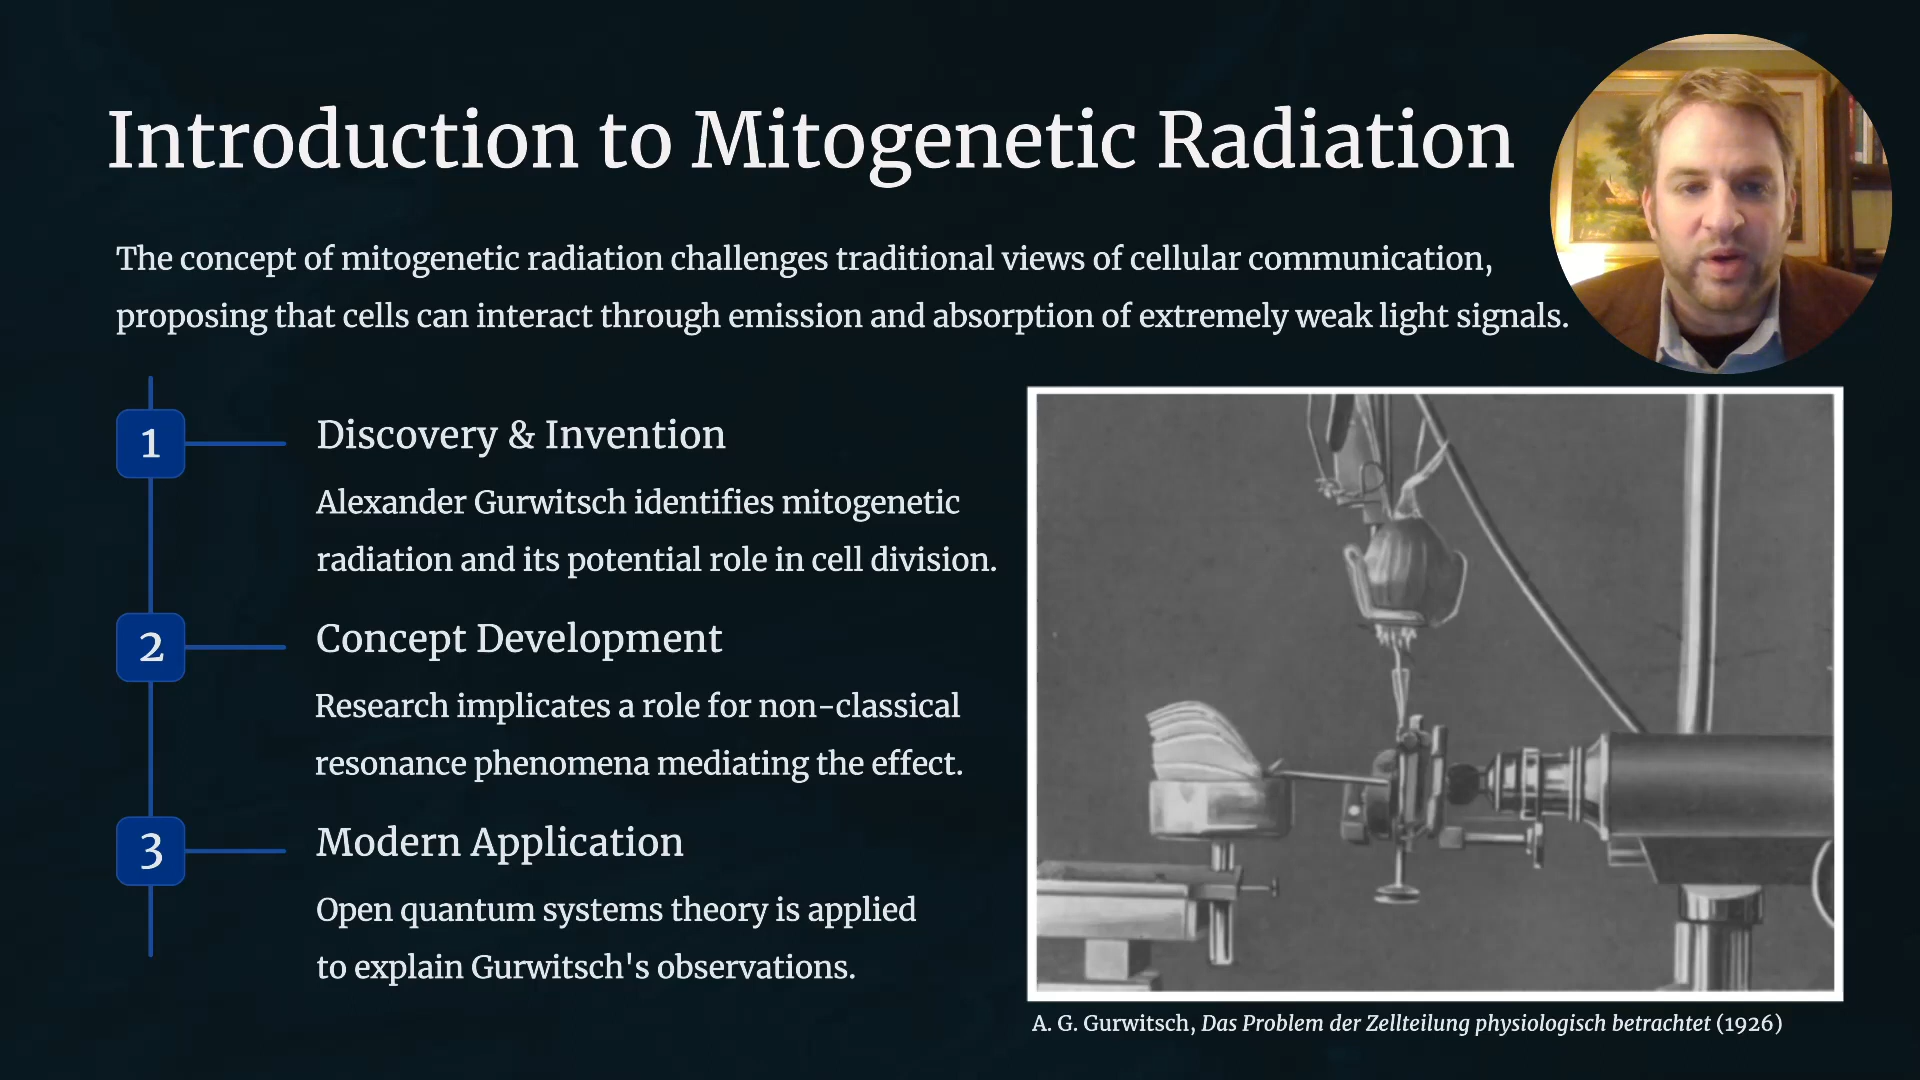 Introduction to Mitogenetic Radiation
The concept of mitogenetic radiation challenges traditional views of cellular communication,
proposing that cells can interact through emission and absorption of extremely weak light signals.
1
Discovery & Invention
Alexander Gurwitsch identifies mitogenetic
radiation and its potential role in cell division.
2
Concept Development
Research implicates a role for non-classical
resonance phenomena mediating the effect.
3
Modern Application
Open quantum systems theory is applied
to explain Gurwitsch's observations.
A. G. Gurwitsch, Das Problem der Zellteilung physiologisch betrachtet (1926)